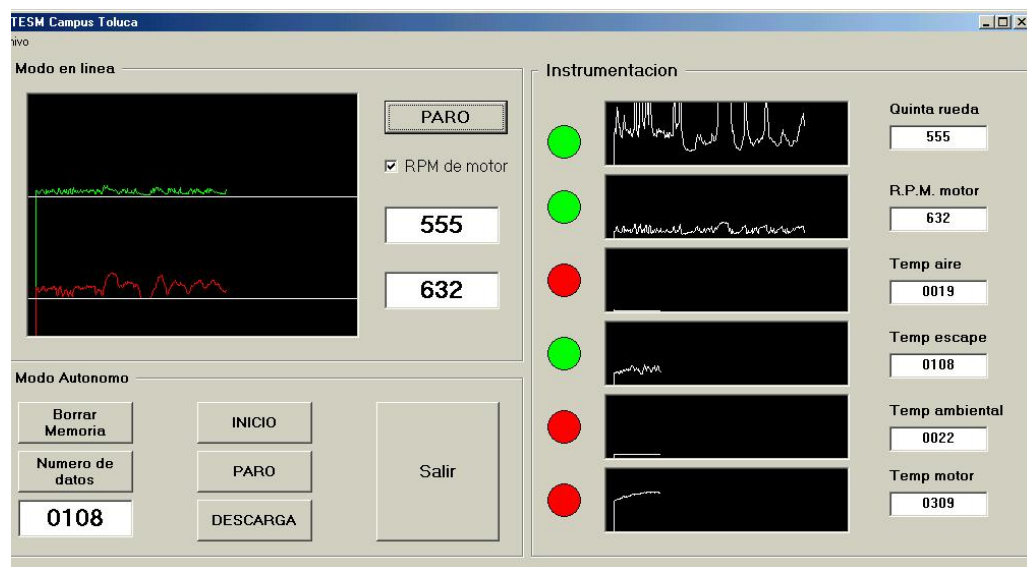 TESM Campus Toluca
ivo
Modo en linea
PARO
RPM de motor
555
632
Modo Autonomo
Borrar
Memoria
INICIO
Numero de
datos
PARO
Salir
0108
DESCARGA
Instrumentacion
Quinta rueda
555
R.P.M. motor
632
Temp aire
0019
Temp escape
0108
Temp ambiental
0022
Temp motor
0309